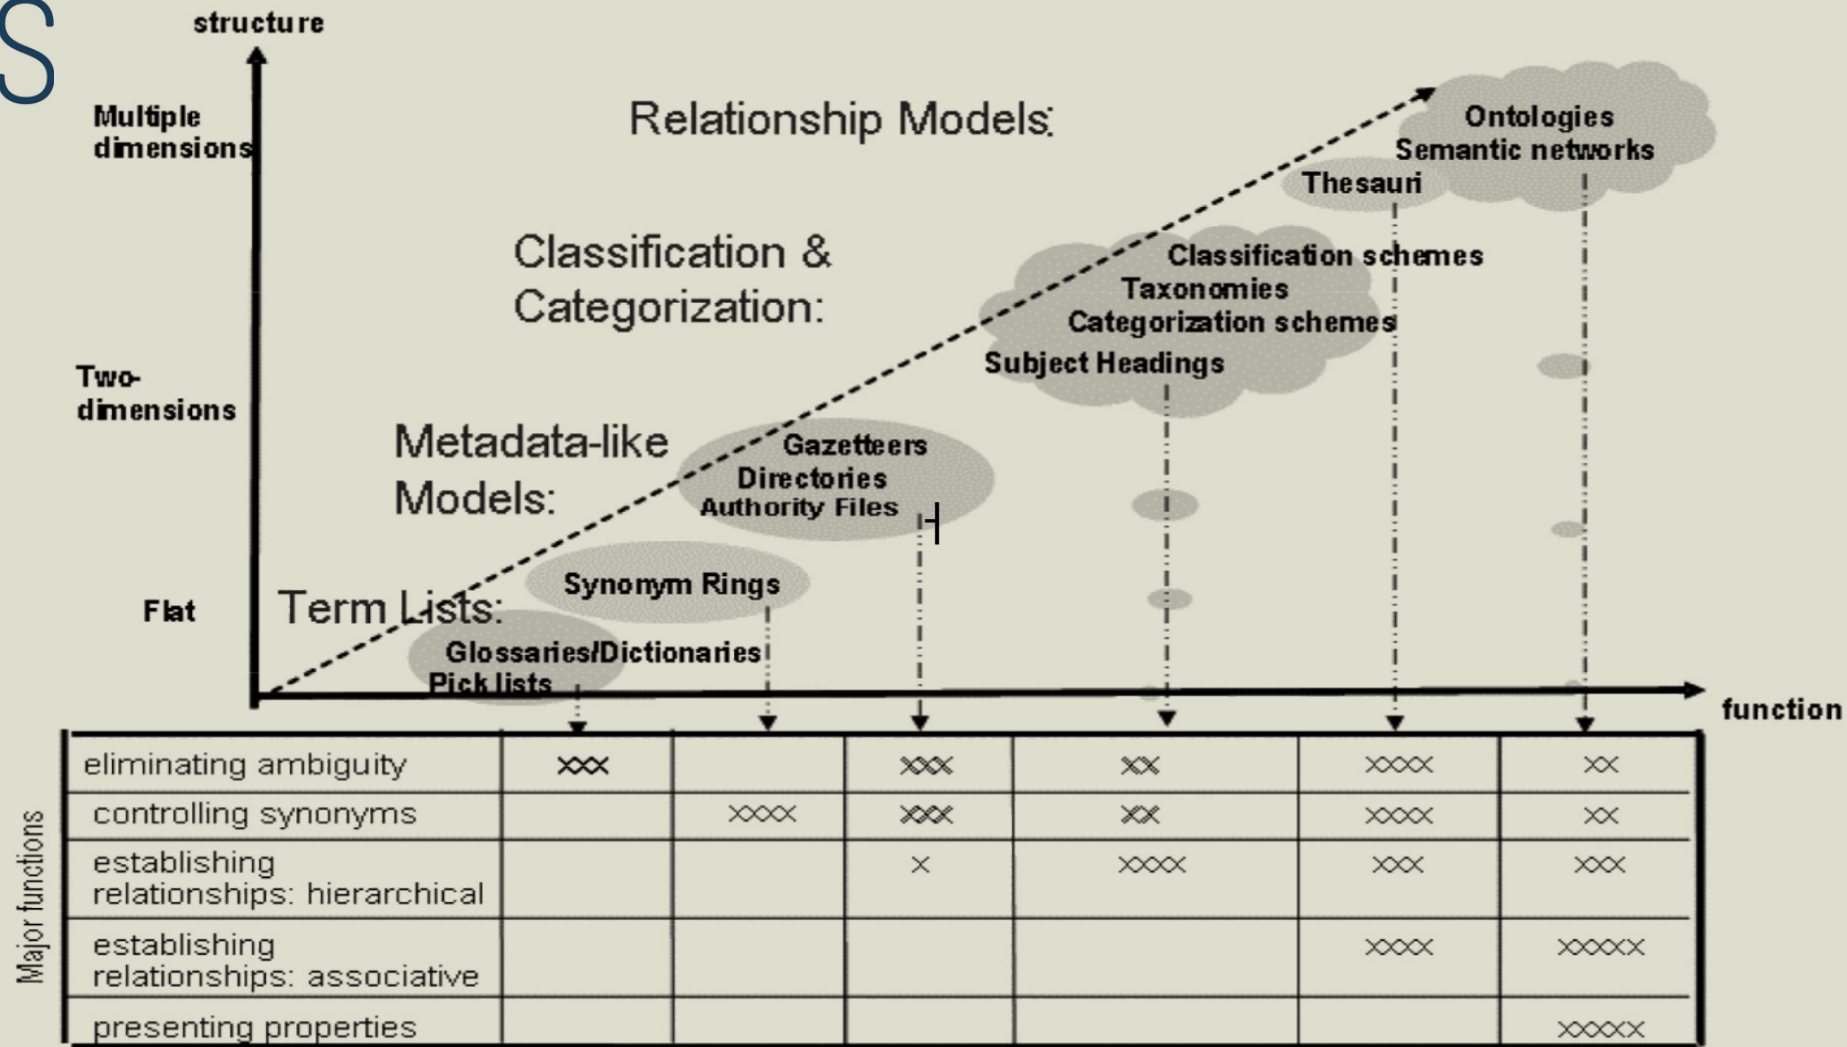 S
structure
Multiple
dimensions
Relationship Models:
Ontologies
Semantic networks
Thesauri
Classification &
Categorization:
Classification schemes
Taxonomies
Categorization schemes
Subject Headings
Two-
dimensions
Metadata-like
Models:
Gazetteers
Directories
Authority Files
Synonym Rings
Flat
Term Lists:
Glossaries/Dictionaries
Pick lists
function
Major functions
eliminating ambiguity XXX XXX XX XXXX XX
controlling synonyms XXXX XXX XX XXXX XX
establishing
relationships: hierarchical X XXXX XXX XXX
establishing
relationships: associative XXXX XXXXX
presenting properties XXXXX